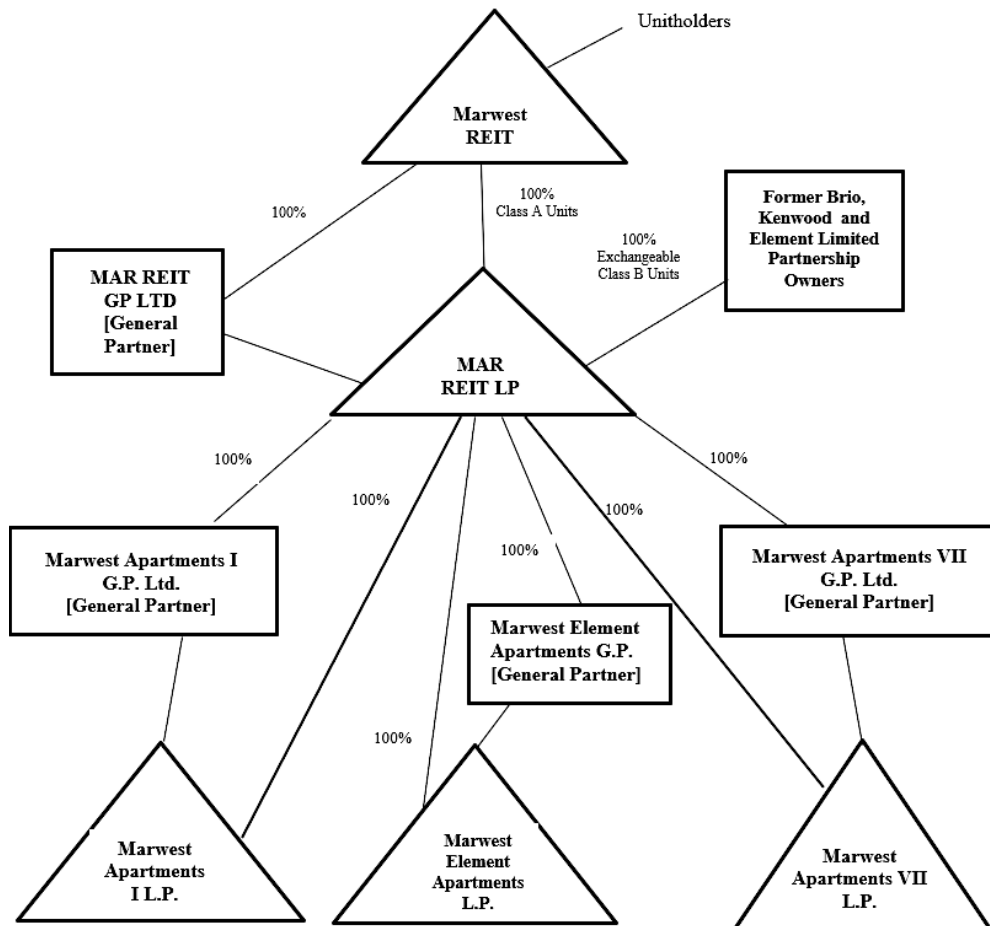 Unitholders
Marwest
REIT
100%
100%
Class A Units
Former Brio,
Kenwood and
Element Limited
Partnership
Owners
100%
Exchangeable
Class B Units
MAR REIT
GP LTD
[General
Partner]
MAR
REIT LP
100%
100%
100%
100%
100%
Marwest Apartments I
G.P. Ltd.
[General Partner]
Marwest Apartments VII
G.P. Ltd.
[General Partner]
Marwest Element
Apartments G.P.
[General Partner]
100%
Marwest
Apartments
I L.P.
Marwest
Element
Apartments
L.P.
Marwest
Apartments VII
L.P.